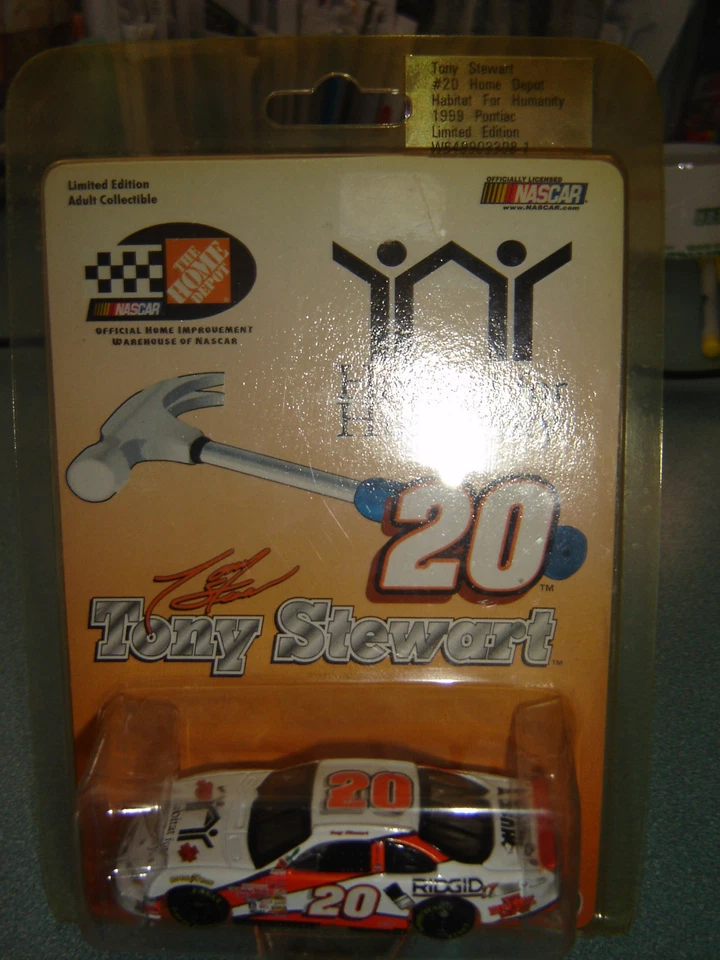 Tony Stewart
#20 Home Depot
Habitat For Humanity
1999 Pontiac
Limited Edition
Limited Edition
Adult Collectible
OFFICIALLY LICENSED
NASCAR
www.NASCAR.com
THE
HOME
DEPOT
NASCAR
OFFICIAL HOME IMPROVEMENT
WAREHOUSE OF NASCAR
20
TM
Tony Stewart
TM
20
20
RIDGID